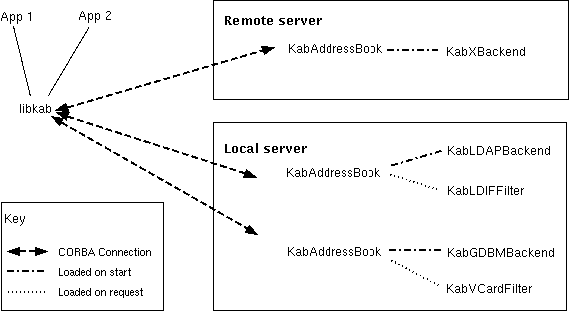 App 1
App 2
libkab
Remote server
KabAddressBook
KabXBackend
Local server
KabAddressBook
KabLDAPBackend
KabLDIFFilter
KabAddressBook
KabGDBMBackend
KabVCardFilter
Key
CORBA Connection
Loaded on start
Loaded on request